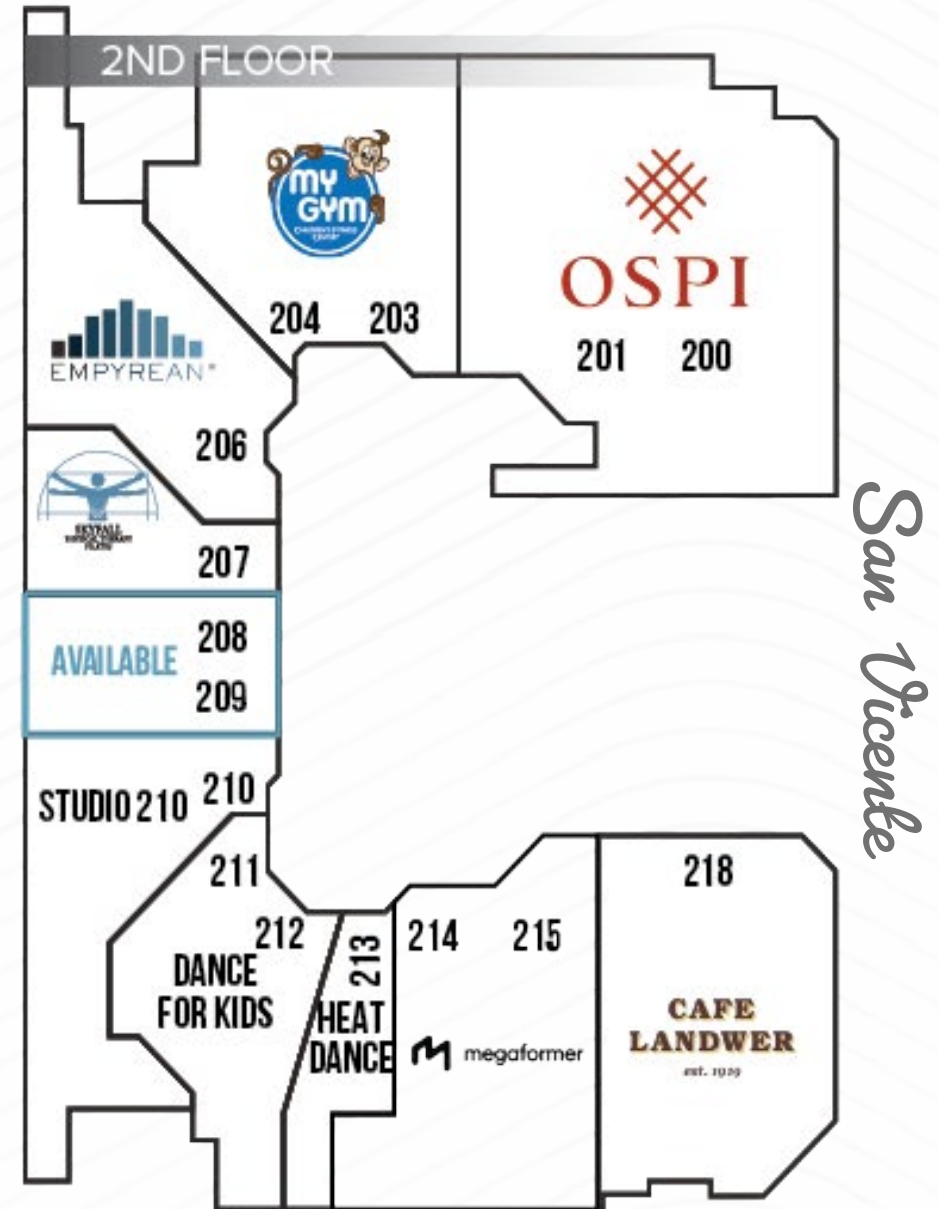 2ND FLOOR
MY
GYM
204 203
OSPI
201 200
EMPYREAN®
206
SKYFALL
207
AVAILABLE
208
209
San Vicente
STUDIO 210 210
211
212
DANCE
FOR KIDS
213
HEAT
DANCE
214 215
megaformer
218
CAFE
LANDWER
est. 1919